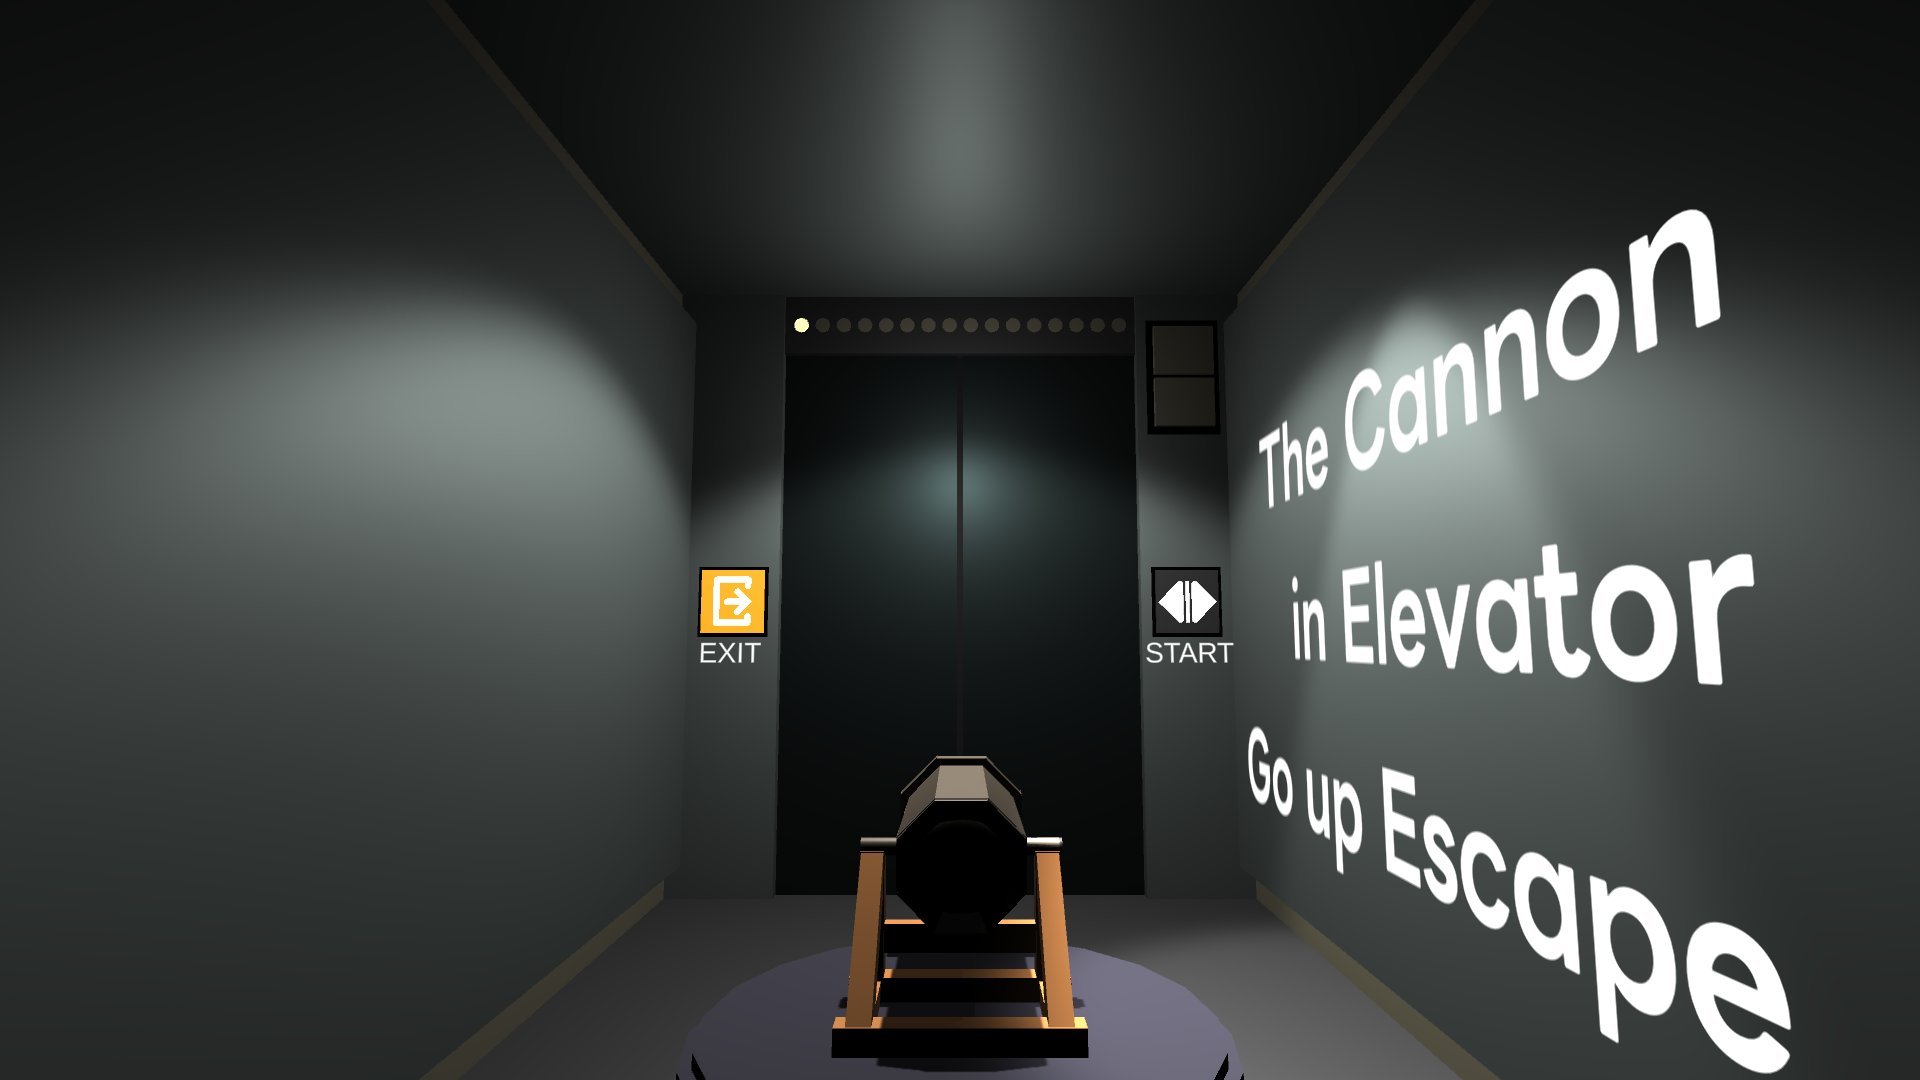 The Cannon
in Elevator
Go up Escape
EXIT
START